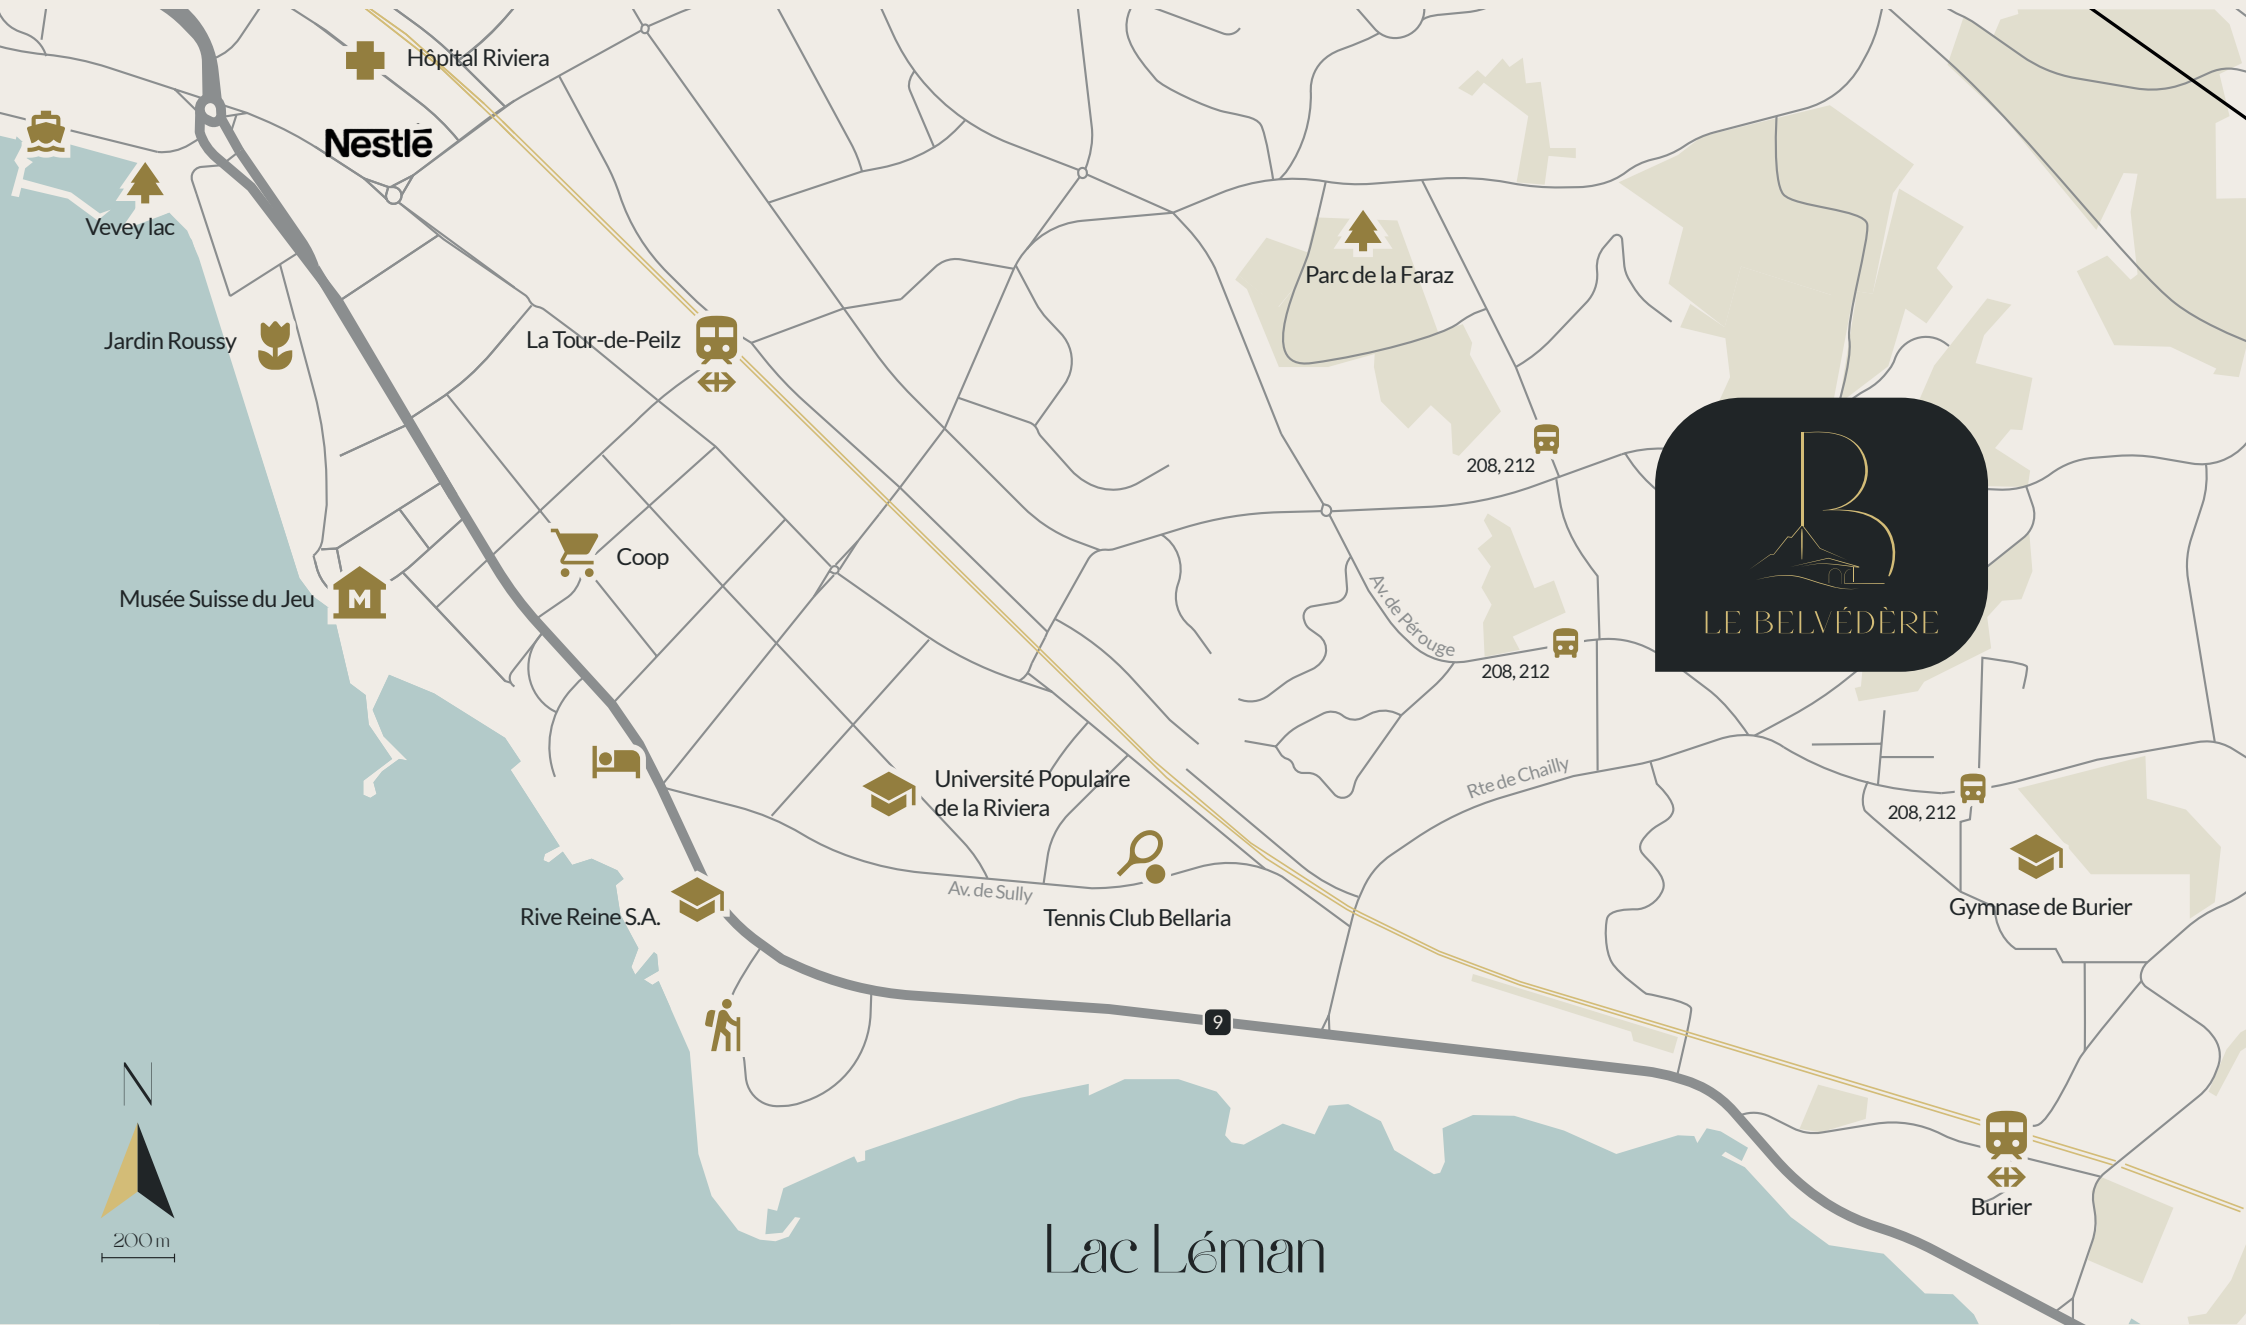 Hôpital Riviera
Nestlé
Vevey lac
Parc de la Faraz
Jardin Roussy
La Tour-de-Peilz
208, 212
Coop
Musée Suisse du Jeu
M
Av. de Pérouge
B
LE BELVÉDÈRE
208, 212
Université Populaire
de la Riviera
Rte de Chailly
208, 212
Av. de Sully
Rive Reine S.A.
Tennis Club Bellaria
Gymnase de Burier
9
N
200 m
Burier
Lac Léman